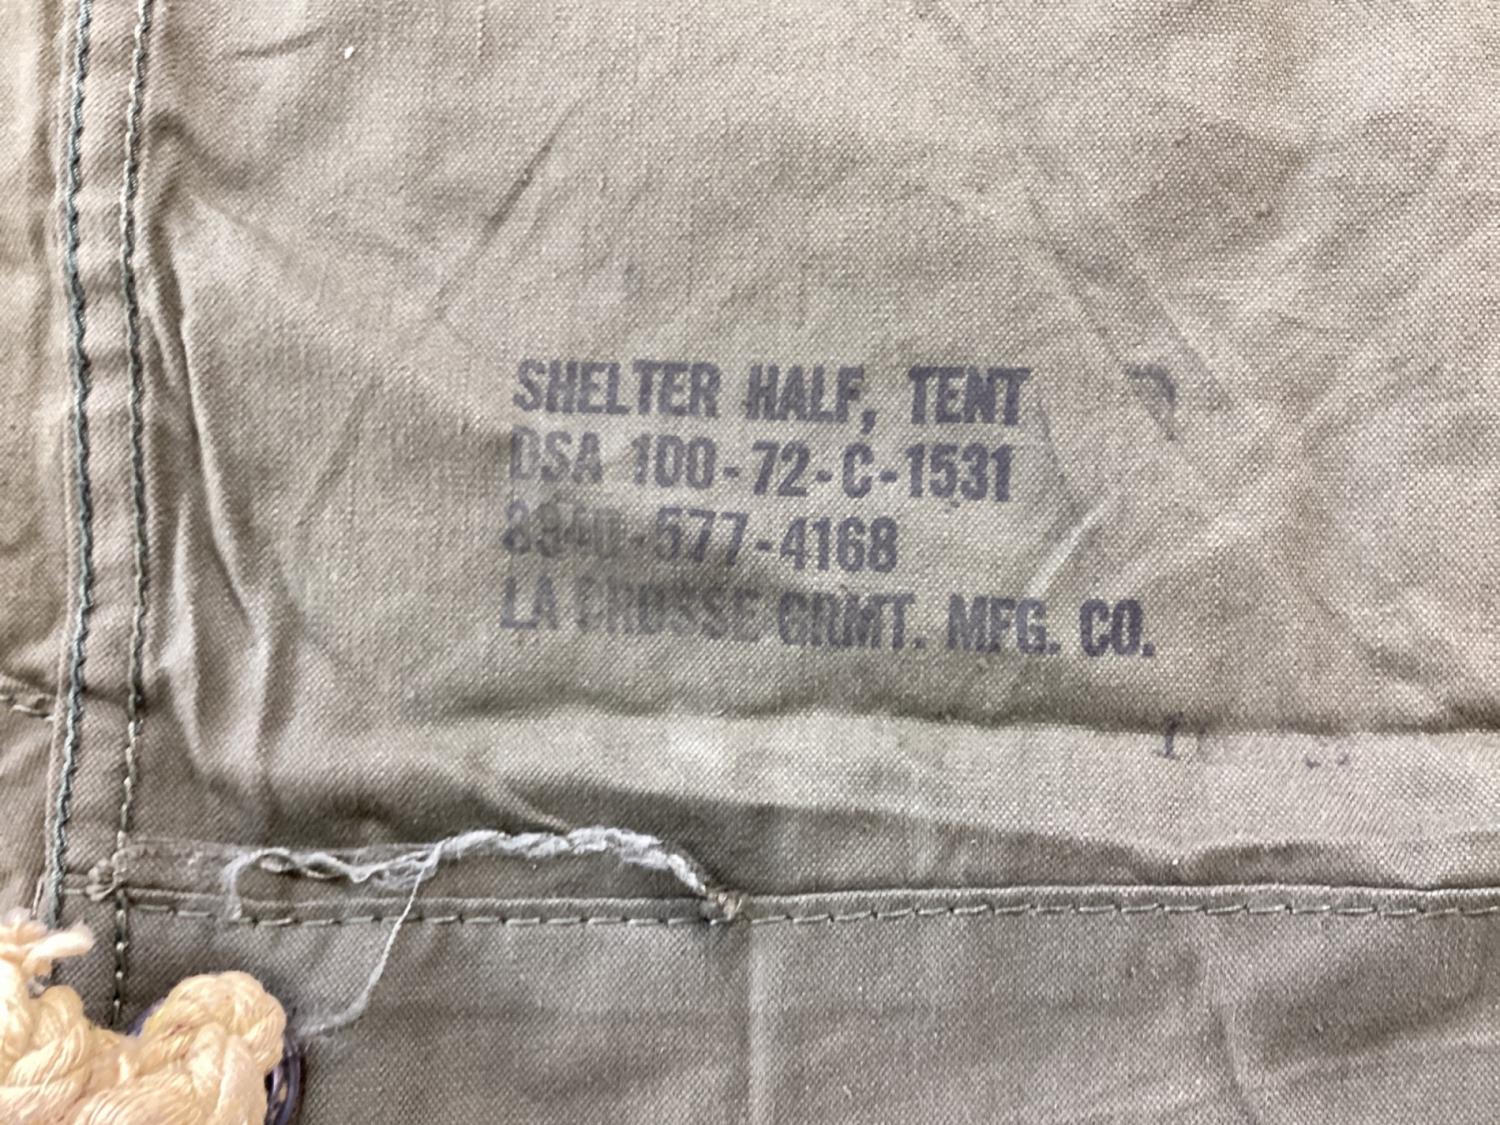 SHELTER HALF, TENT
DSA 100-72-C-1531
8340-577-4168
LA CROSSE GRMT. MFG. CO.